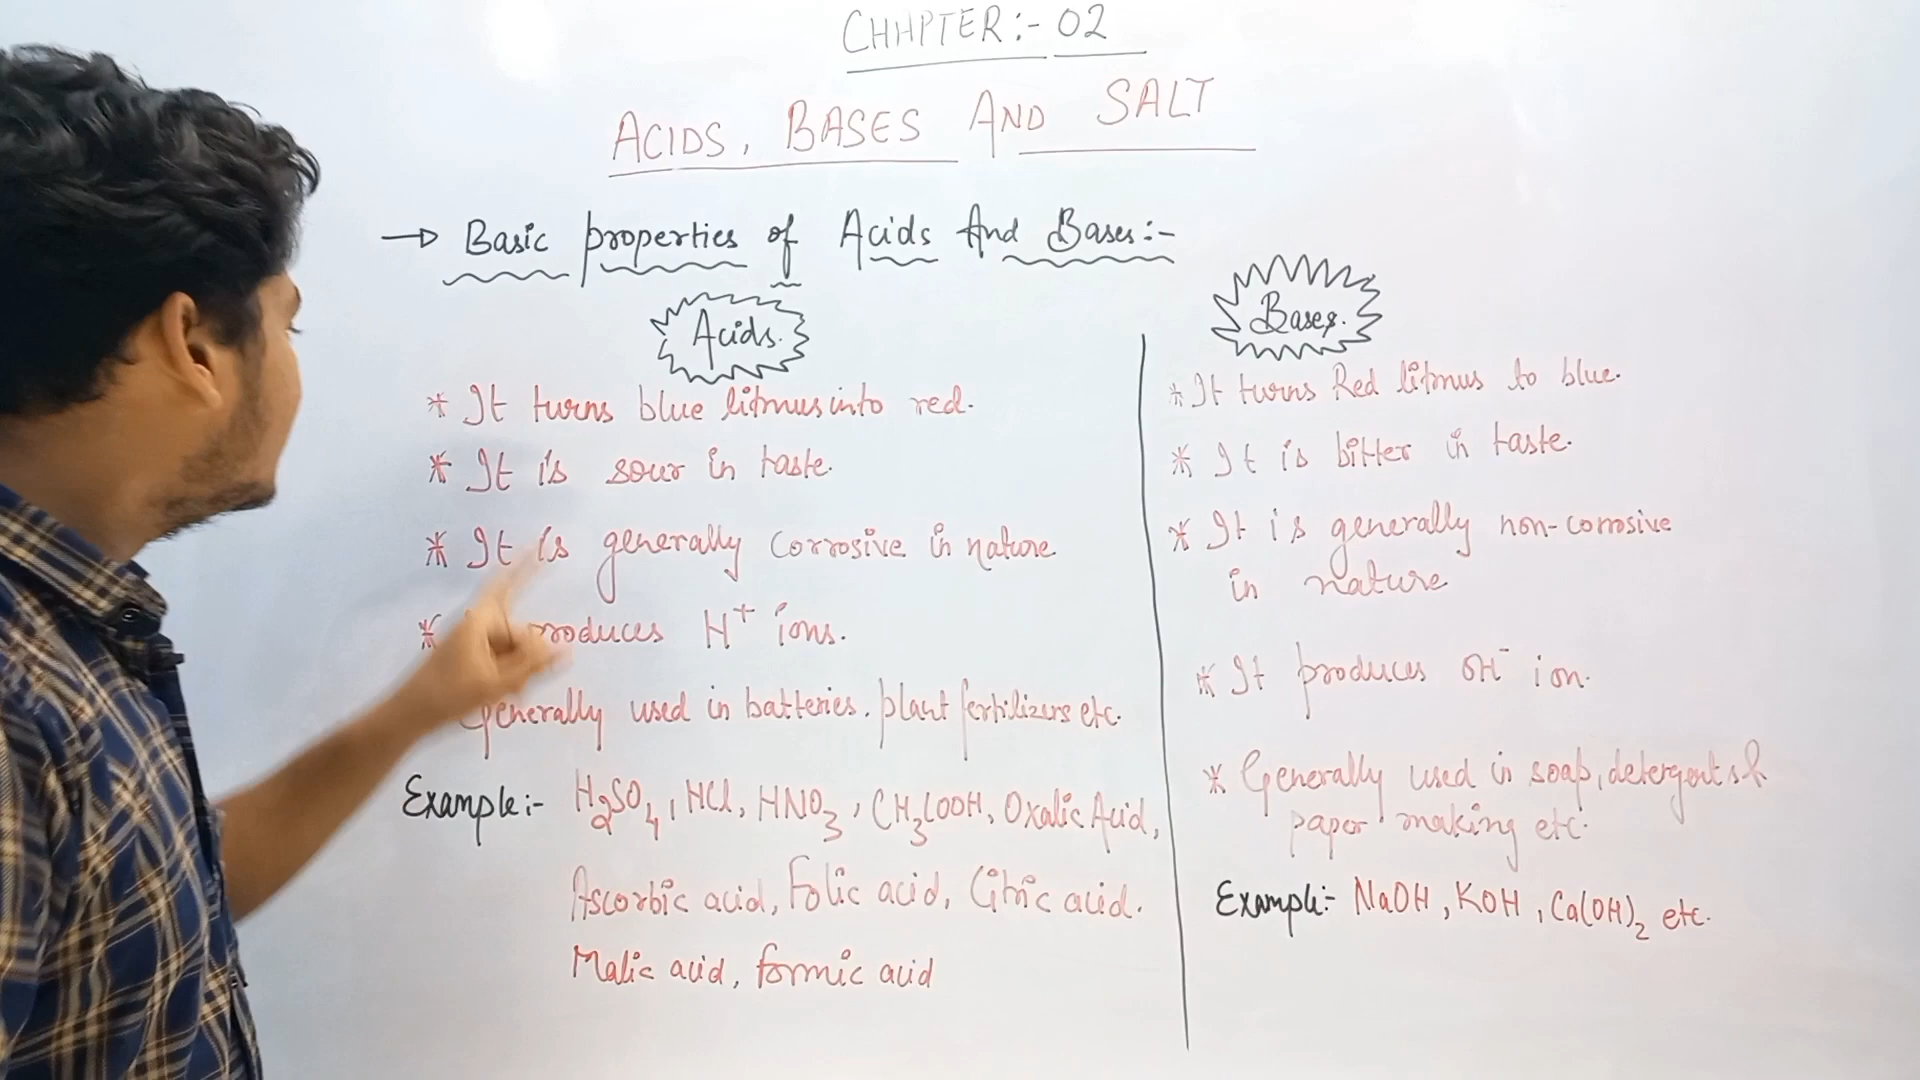 CHAPTER:- 02
ACIDS, BASES AND SALT
→ Basic properties of Acids And Bases:-
Acids.
* It turns blue litmus into red.
* It is sour in taste.
* It is generally corrosive in nature
* produces H⁺ ions.
Generally used in batteries, plant fertilizers etc.
Example:- H₂SO₄, HCl, HNO₃, CH₃COOH, Oxalic Acid,
Ascorbic acid, Folic acid, Citric acid.
Malic acid, formic acid
Bases.
* It turns Red litmus to blue.
* It is bitter in taste.
* It is generally non-corrosive
in nature
* It produces OH⁻ ion.
* Generally used in soap, detergents &
paper making etc.
Example:- NaOH, KOH, Ca(OH)₂ etc.